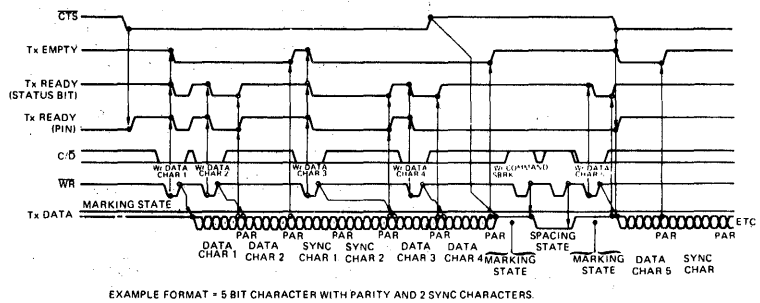 CTS
Tx EMPTY
Tx READY
(STATUS BIT)
Tx READY
(PIN)
C/D
Wr DATA CHAR 1
Wr DATA CHAR 2
Wr DATA CHAR 3
Wr DATA CHAR 4
Wr COMMAND SBRK
Wr DATA CHAR 5
WR
MARKING STATE
Tx DATA
ETC
PAR PAR PAR PAR PAR PAR PAR PAR PAR
DATA CHAR 1
DATA CHAR 2
SYNC CHAR 1
SYNC CHAR 2
DATA CHAR 3
DATA CHAR 4
MARKING STATE
SPACING STATE
MARKING STATE
DATA CHAR 5
SYNC CHAR
EXAMPLE FORMAT = 5 BIT CHARACTER WITH PARITY AND 2 SYNC CHARACTERS.